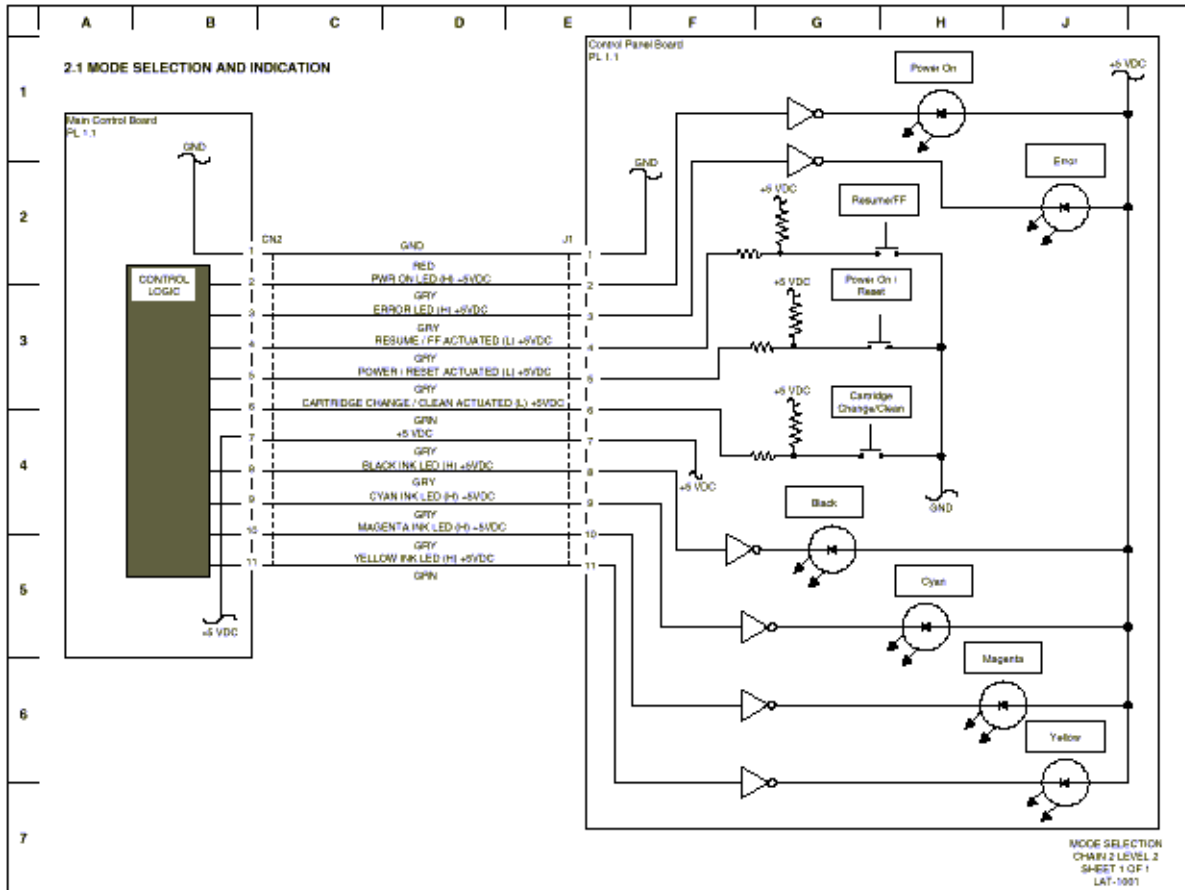 A B C D E F G H J
1
2
3
4
5
6
7
2.1 MODE SELECTION AND INDICATION
Main Control Board
PL 1.1
GND
CONTROL
LOGIC
+5 VDC
CN2
J1
1 GND 1
RED
2 PWR ON LED (H) +5VDC 2
GRY
3 ERROR LED (H) +5VDC 3
GRY
4 RESUME / FF ACTUATED (L) +5VDC 4
GRY
5 POWER / RESET ACTUATED (L) +5VDC 5
GRY
6 CARTRIDGE CHANGE / CLEAN ACTUATED (L) +5VDC 6
GRN
7 +5 VDC 7
GRY
8 BLACK INK LED (H) +5VDC 8
GRY
9 CYAN INK LED (H) +5VDC 9
GRY
10 MAGENTA INK LED (H) +5VDC 10
GRY
11 YELLOW INK LED (H) +5VDC 11
GRN
Control Panel Board
PL 1.1
Power On
+5 VDC
GND
Error
+5 VDC
Resume/FF
+5 VDC
Power On /
Reset
+5 VDC
Cartridge
Change/Clean
+5 VDC
GND
Black
Cyan
Magenta
Yellow
MODE SELECTION
CHAIN 2 LEVEL 2
SHEET 1 OF 1
LAT-1001